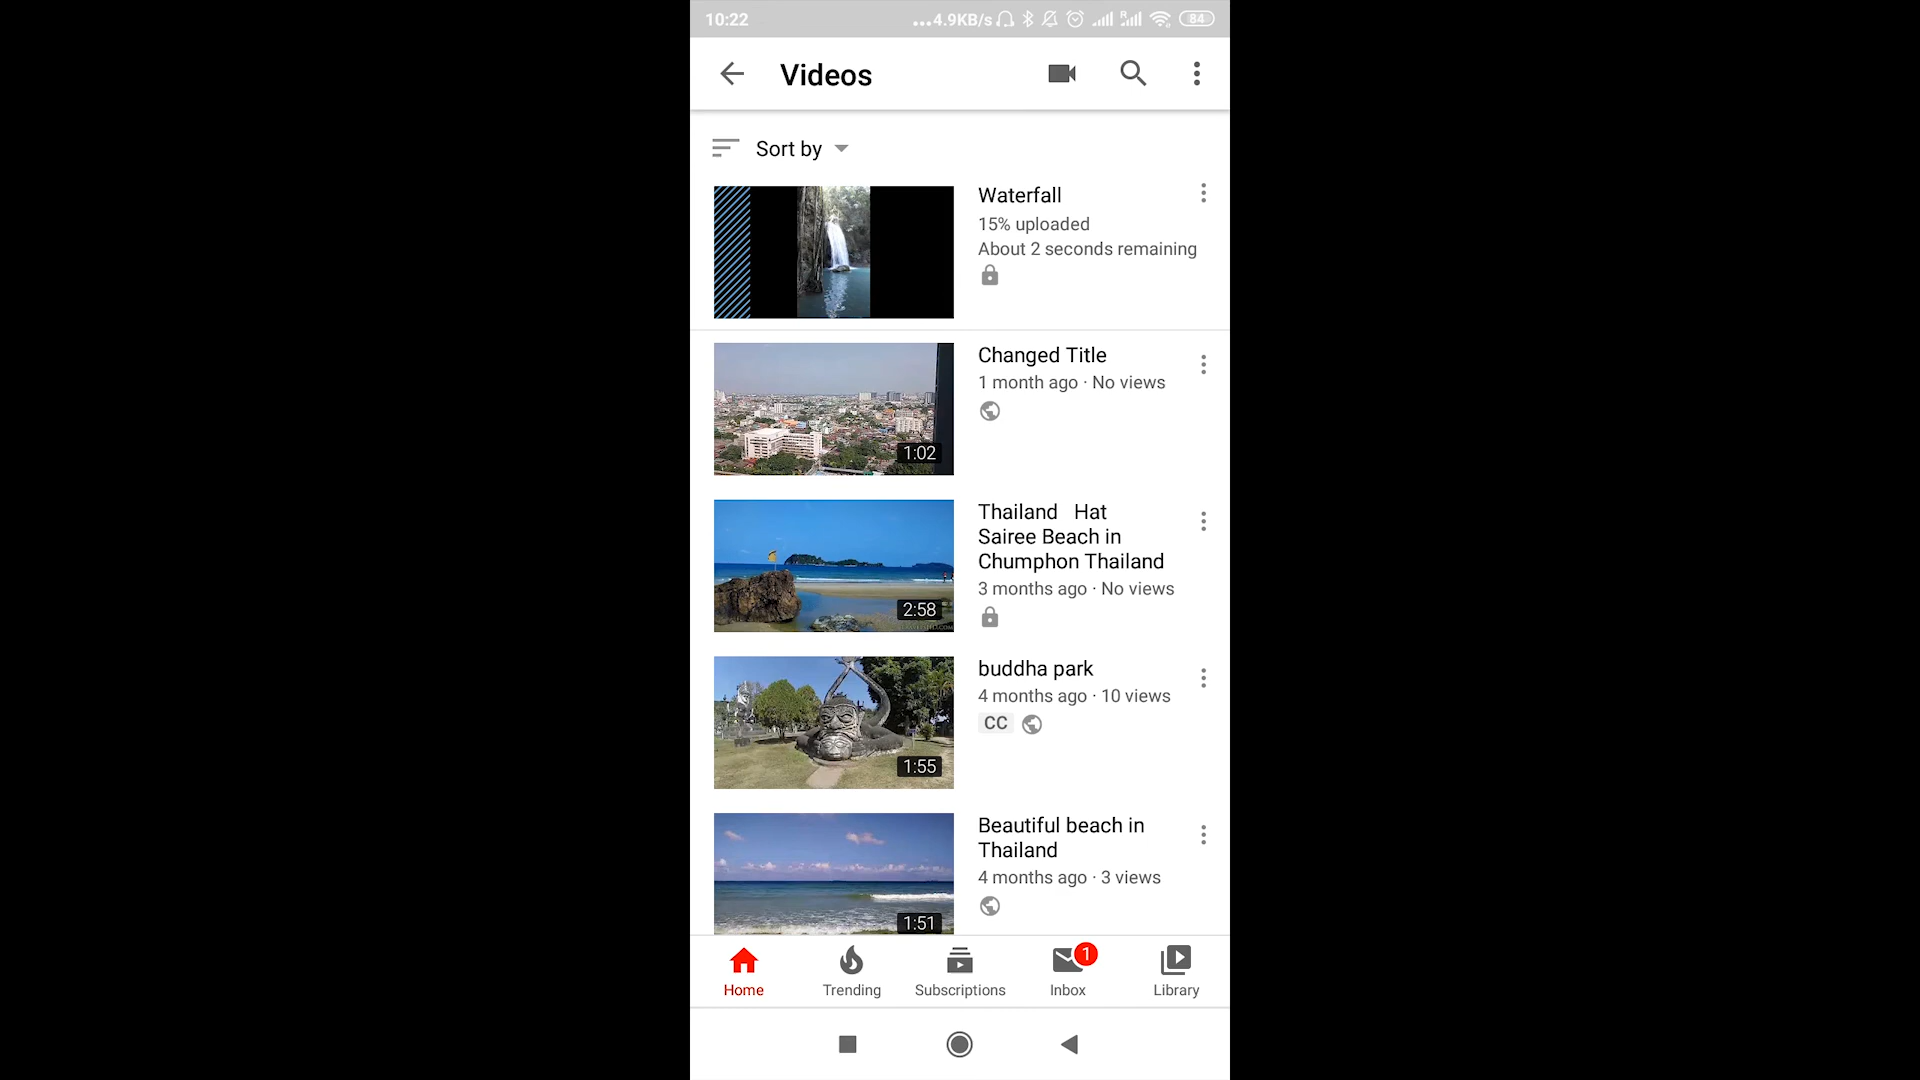 10:22
...4.9KB/s
84
Videos
Sort by
Waterfall
15% uploaded
About 2 seconds remaining
Changed Title
1 month ago · No views
1:02
Thailand Hat
Sairee Beach in
Chumphon Thailand
3 months ago · No views
2:58
buddha park
4 months ago · 10 views
CC
1:55
Beautiful beach in
Thailand
4 months ago · 3 views
1:51
Home
Trending
Subscriptions
1
Inbox
Library